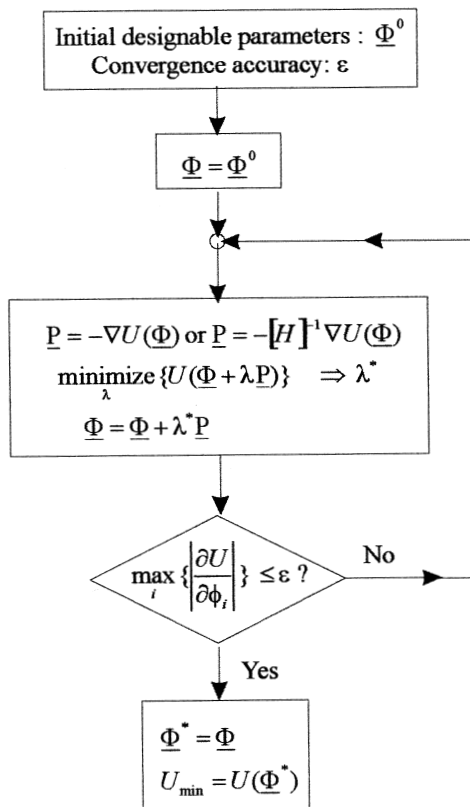 Initial designable parameters : Φ⁰
Convergence accuracy: ε
Φ = Φ⁰
P = −∇U(Φ) or P = −[H]⁻¹∇U(Φ)
minimize {U(Φ + λP)} ⇒ λ*
λ
Φ = Φ + λ*P
max {|∂U/∂ϕᵢ|} ≤ ε ?
i
No
Yes
Φ* = Φ
U_min = U(Φ*)